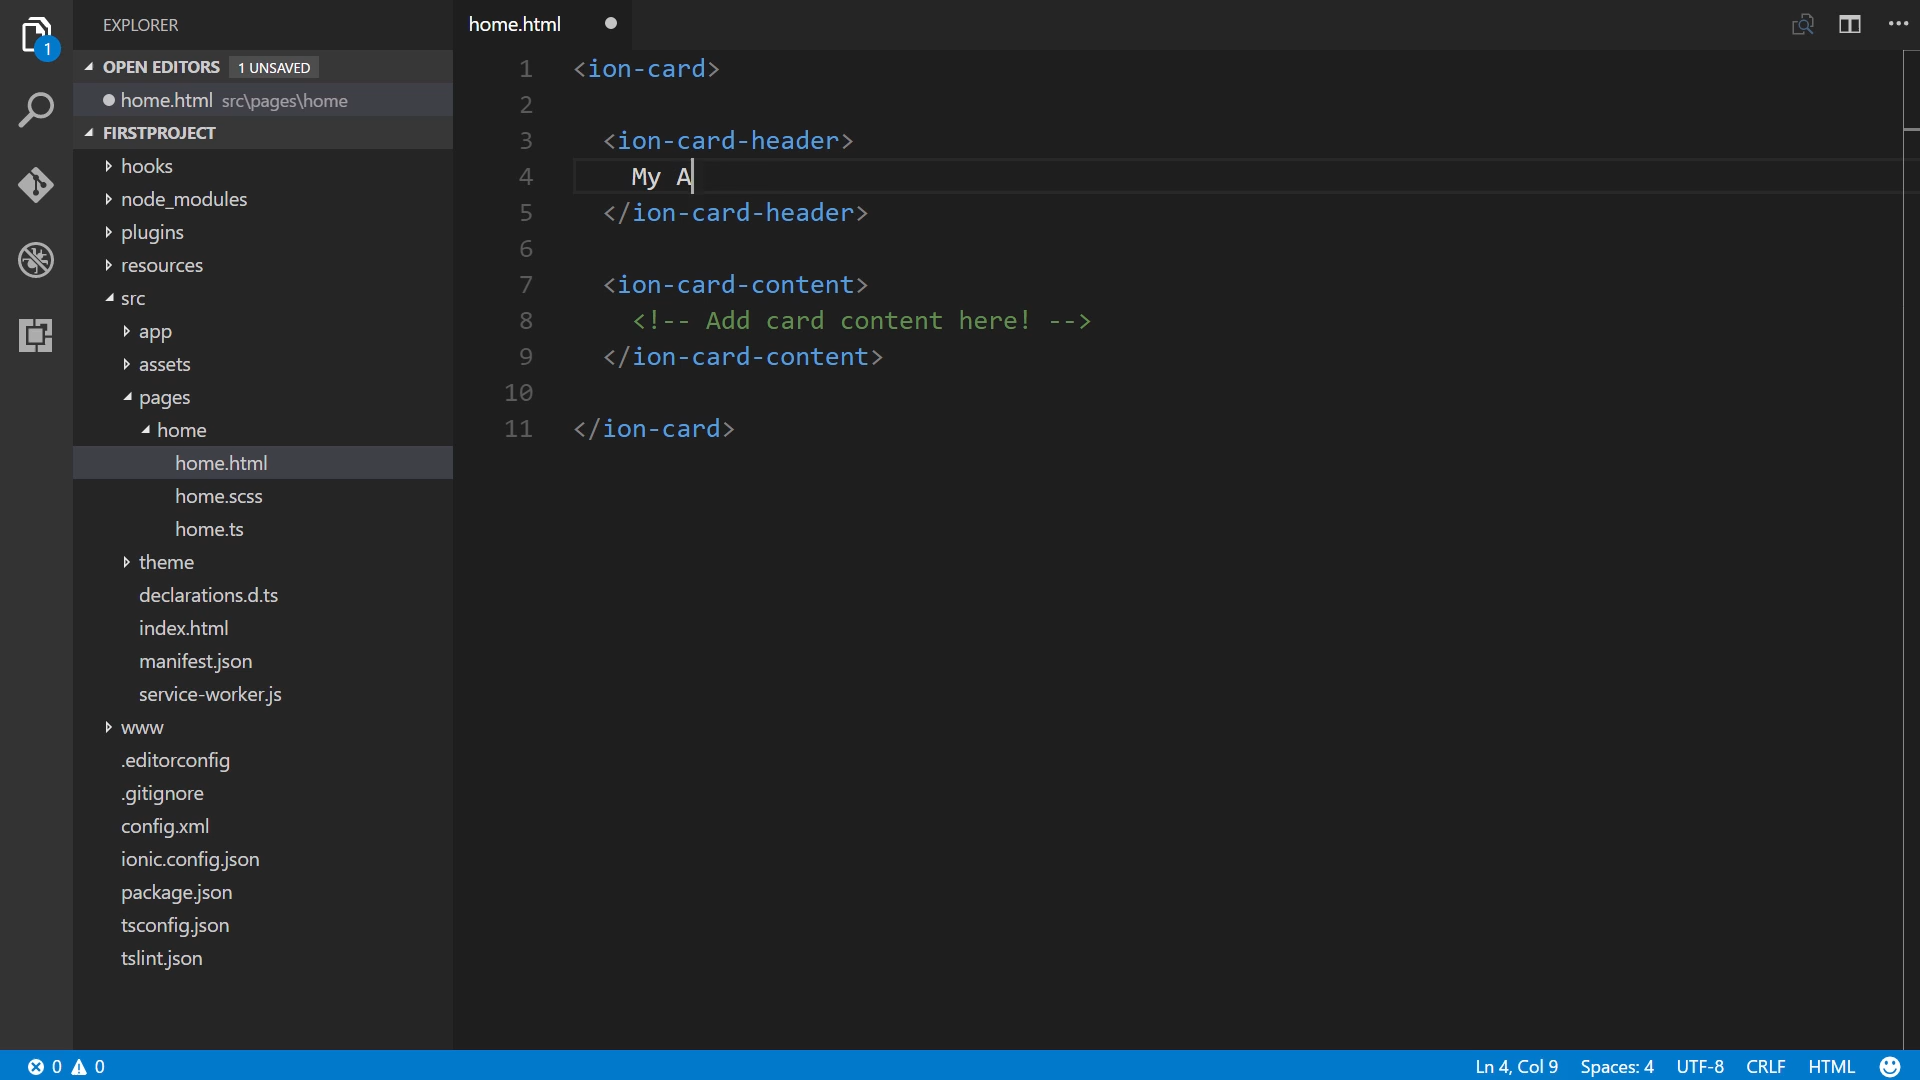 EXPLORER
OPEN EDITORS 1 UNSAVED
home.html src\pages\home
FIRSTPROJECT
hooks
node_modules
plugins
resources
src
app
assets
pages
home
home.html
home.scss
home.ts
theme
declarations.d.ts
index.html
manifest.json
service-worker.js
www
.editorconfig
.gitignore
config.xml
ionic.config.json
package.json
tsconfig.json
tslint.json
1
home.html
1 <ion-card>
2
3 <ion-card-header>
4 My A
5 </ion-card-header>
6
7 <ion-card-content>
8 <!-- Add card content here! -->
9 </ion-card-content>
10
11 </ion-card>
0 0
Ln 4, Col 9 Spaces: 4 UTF-8 CRLF HTML